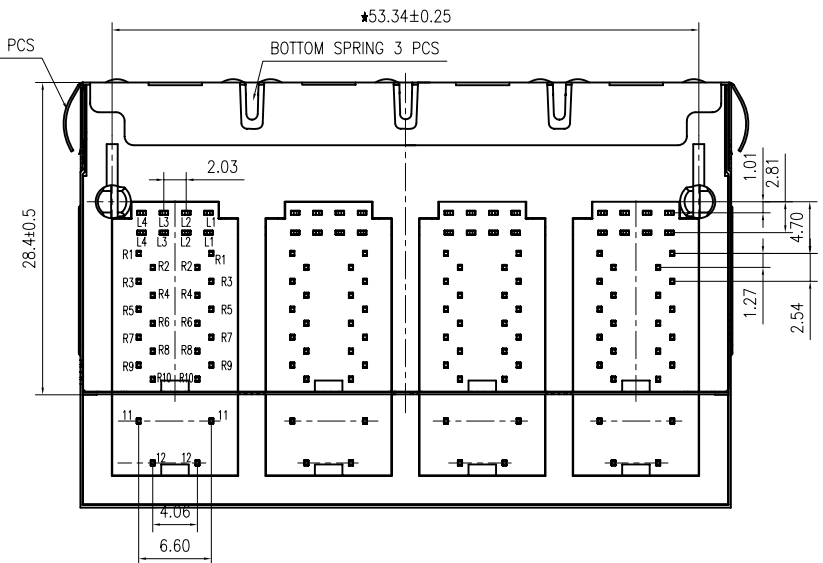 ★53.34±0.25
PCS
BOTTOM SPRING 3 PCS
2.03
1.01
2.81
4.70
1.27
2.54
28.4±0.5
L4 L3 L2 L1
L4 L3 L2 L1
R1 R1
R2 R2
R3 R3
R4 R4
R5 R5
R6 R6
R7 R7
R8 R8
R9 R9
R10 R10
11 11
12 12
4.06
6.60